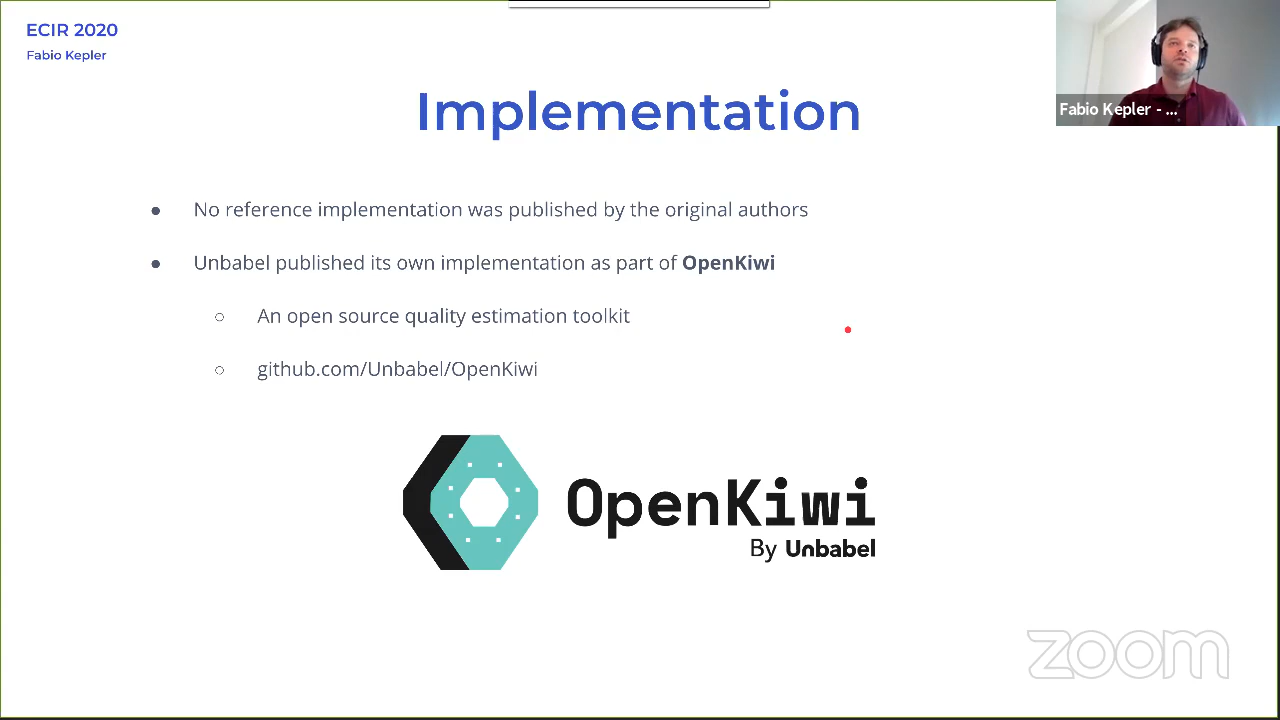 ECIR 2020
Fabio Kepler
Fabio Kepler - ...
Implementation
● No reference implementation was published by the original authors
● Unbabel published its own implementation as part of OpenKiwi
○ An open source quality estimation toolkit
○ github.com/Unbabel/OpenKiwi
OpenKiwi
By Unbabel
zoom